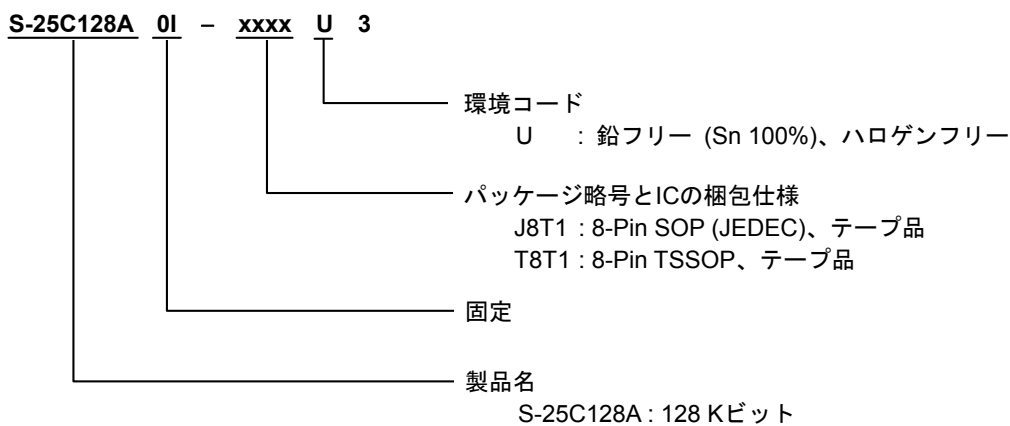 S-25C128A 0I – xxxx U 3
環境コード
U : 鉛フリー (Sn 100%)、ハロゲンフリー
パッケージ略号とICの梱包仕様
J8T1 : 8-Pin SOP (JEDEC)、テープ品
T8T1 : 8-Pin TSSOP、テープ品
固定
製品名
S-25C128A : 128 Kビット